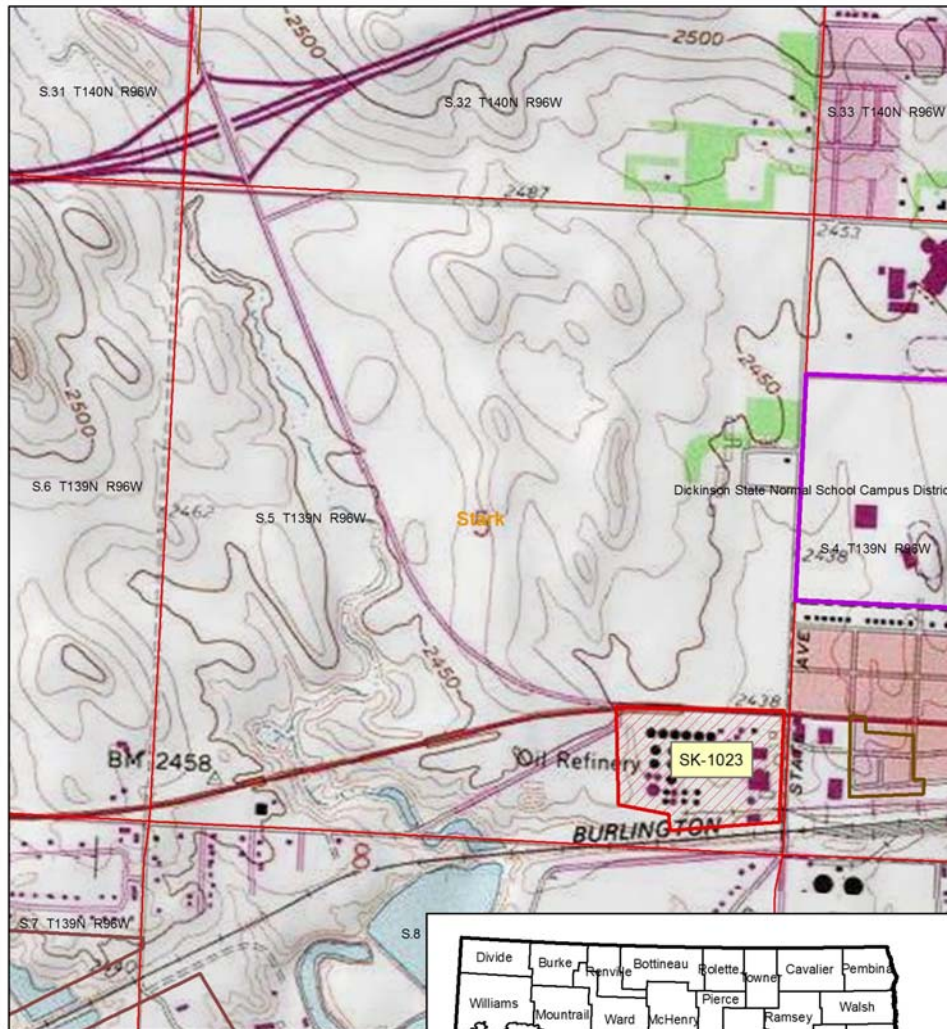 2500
2500
S.31 T140N R96W
S.32 T140N R96W
S.33 T140N R96W
2487
2453
2450
2500
S.6 T139N R96W
Dickinson State Normal School Campus Distric
2462
S.5 T139N R96W
Stark
5
S.4 T139N R96W
2438
AVE
2450
2438
STATE
BM 2458
Oil Refinery
SK-1023
BURLINGTON
8
S.7 T139N R96W
S.8
Divide
Burke
Renville
Bottineau
Rolette
Towner
Cavalier
Pembina
Williams
Mountrail
Ward
McHenry
Pierce
Ramsey
Walsh